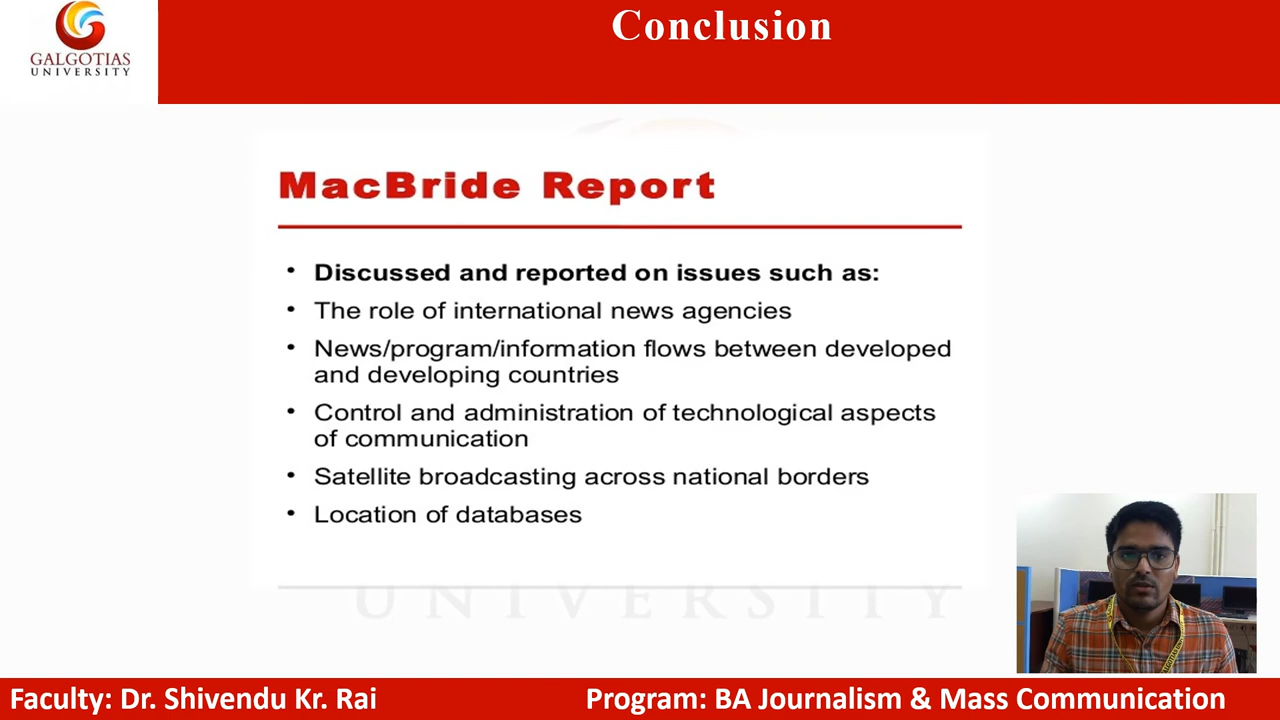 Conclusion
GALGOTIAS
UNIVERSITY
MacBride Report
• Discussed and reported on issues such as:
• The role of international news agencies
• News/program/information flows between developed
and developing countries
• Control and administration of technological aspects
of communication
• Satellite broadcasting across national borders
• Location of databases
UNIVERSITY
Faculty: Dr. Shivendu Kr. Rai
Program: BA Journalism & Mass Communication